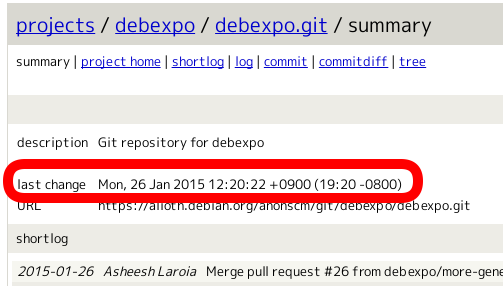 projects / debexpo / debexpo.git / summary
summary | project home | shortlog | log | commit | commitdiff | tree
description Git repository for debexpo
last change Mon, 26 Jan 2015 12:20:22 +0900 (19:20 -0800)
URL https://alioth.debian.org/anonscm/git/debexpo/debexpo.git
shortlog
2015-01-26 Asheesh Laroia Merge pull request #26 from debexpo/more-gene